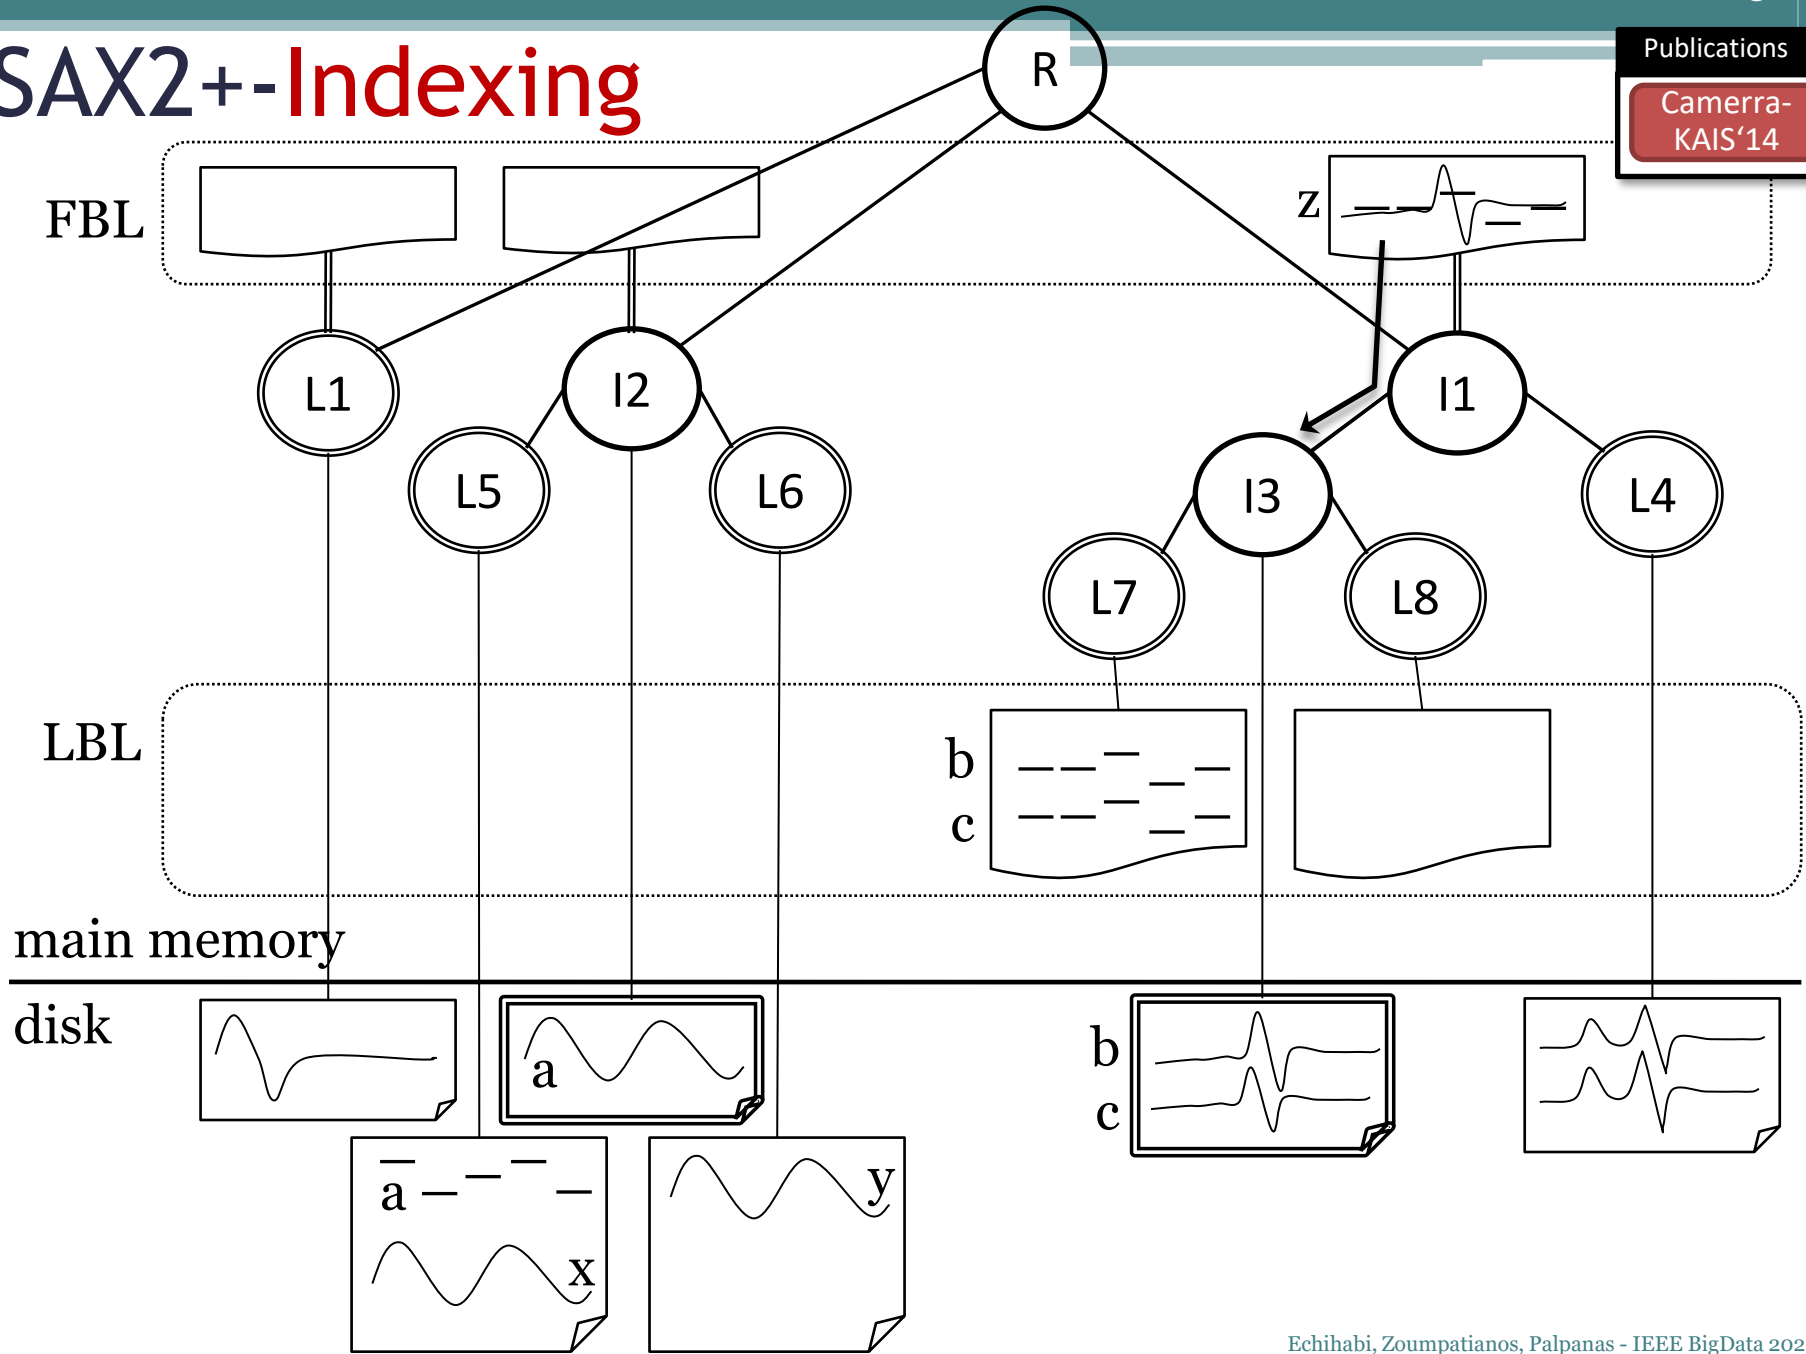 SAX2+-Indexing
Publications
Camerra-
KAIS‘14
R
FBL
z
L1
I2
I1
L5
L6
I3
L4
L7
L8
LBL
b
c
main memory
disk
a
b
c
a
y
x
Echihabi, Zoumpatianos, Palpanas - IEEE BigData 202